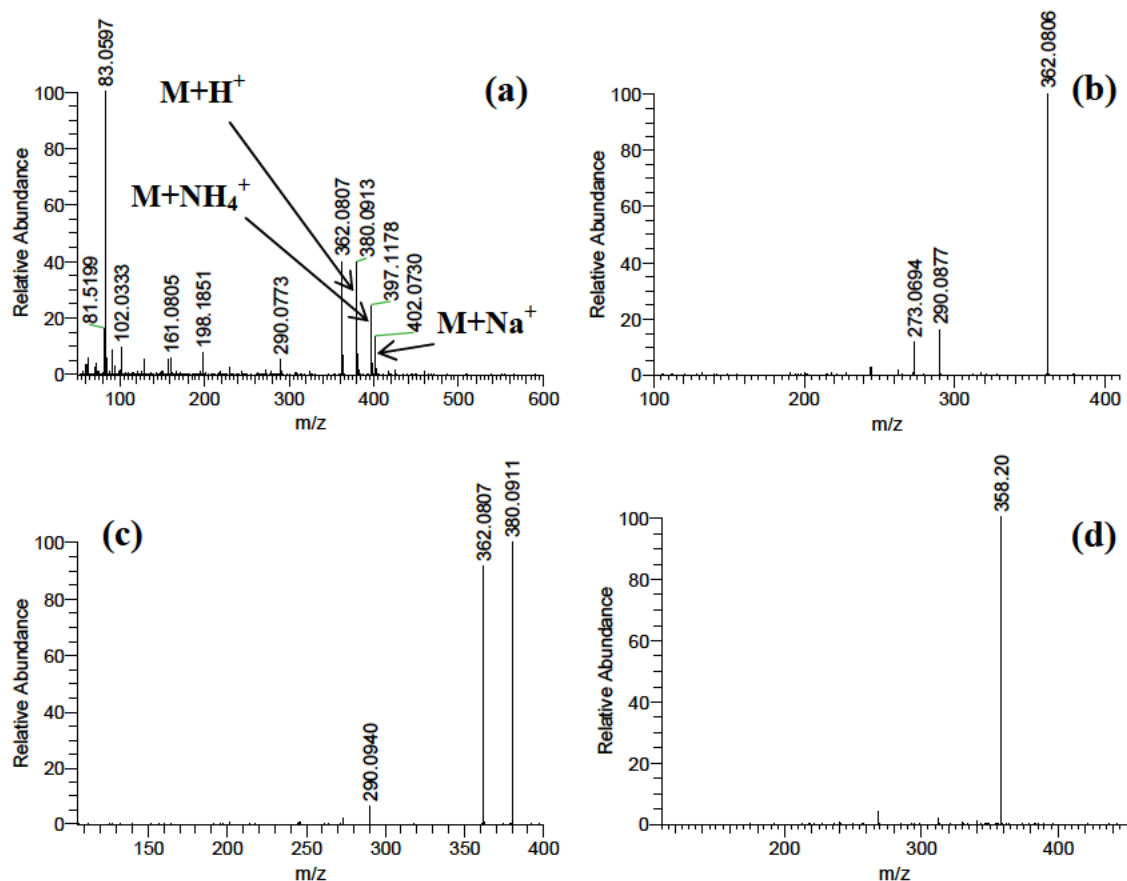 (a)
M+H+
M+NH4+
M+Na+
83.0597
81.5199
102.0333
161.0805
198.1851
290.0773
362.0807
380.0913
397.1178
402.0730
Relative Abundance
100
80
60
40
20
0
100 200 300 400 500 600
m/z
(b)
362.0806
273.0694
290.0877
Relative Abundance
100
80
60
40
20
0
100 200 300 400
m/z
(c)
290.0940
362.0807
380.0911
Relative Abundance
100
80
60
40
20
0
150 200 250 300 350 400
m/z
(d)
358.20
Relative Abundance
100
80
60
40
20
0
200 300 400
m/z